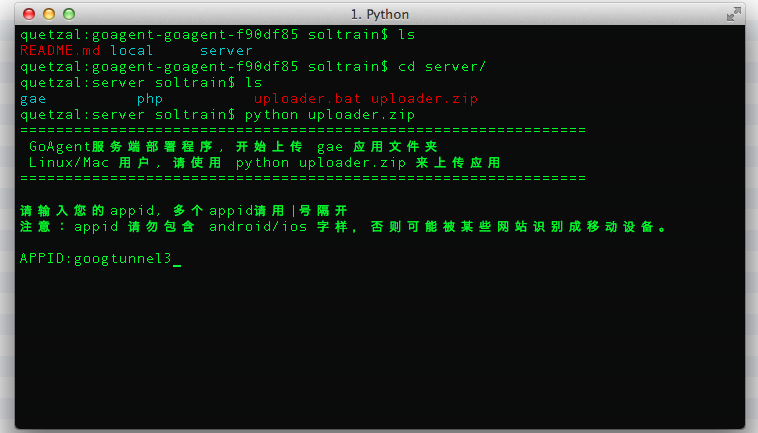 1. Python
quetzal:goagent-goagent-f90df85 soltrain$ ls
README.md local server
quetzal:goagent-goagent-f90df85 soltrain$ cd server/
quetzal:server soltrain$ ls
gae php uploader.bat uploader.zip
quetzal:server soltrain$ python uploader.zip
===============================================================
GoAgent服务端部署程序, 开始上传 gae 应用文件夹
Linux/Mac 用户, 请使用 python uploader.zip 来上传应用
===============================================================
请输入您的appid, 多个appid请用|号隔开
注意：appid 请勿包含 android/ios 字样, 否则可能被某些网站识别成移动设备。
APPID:googtunnel3_